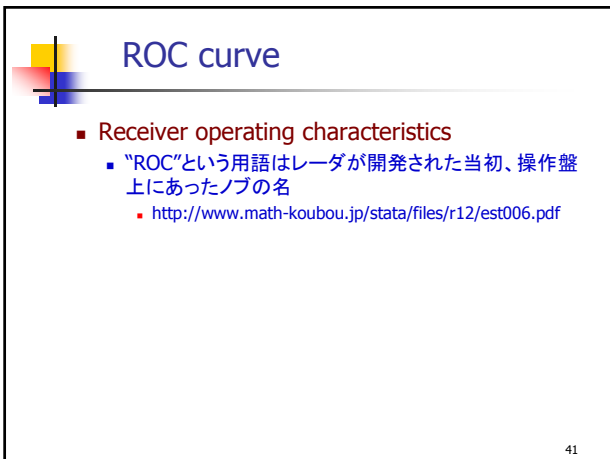 ROC curve
Receiver operating characteristics
“ROC”という用語はレーダが開発された当初、操作盤
上にあったノブの名
http://www.math-koubou.jp/stata/files/r12/est006.pdf
41